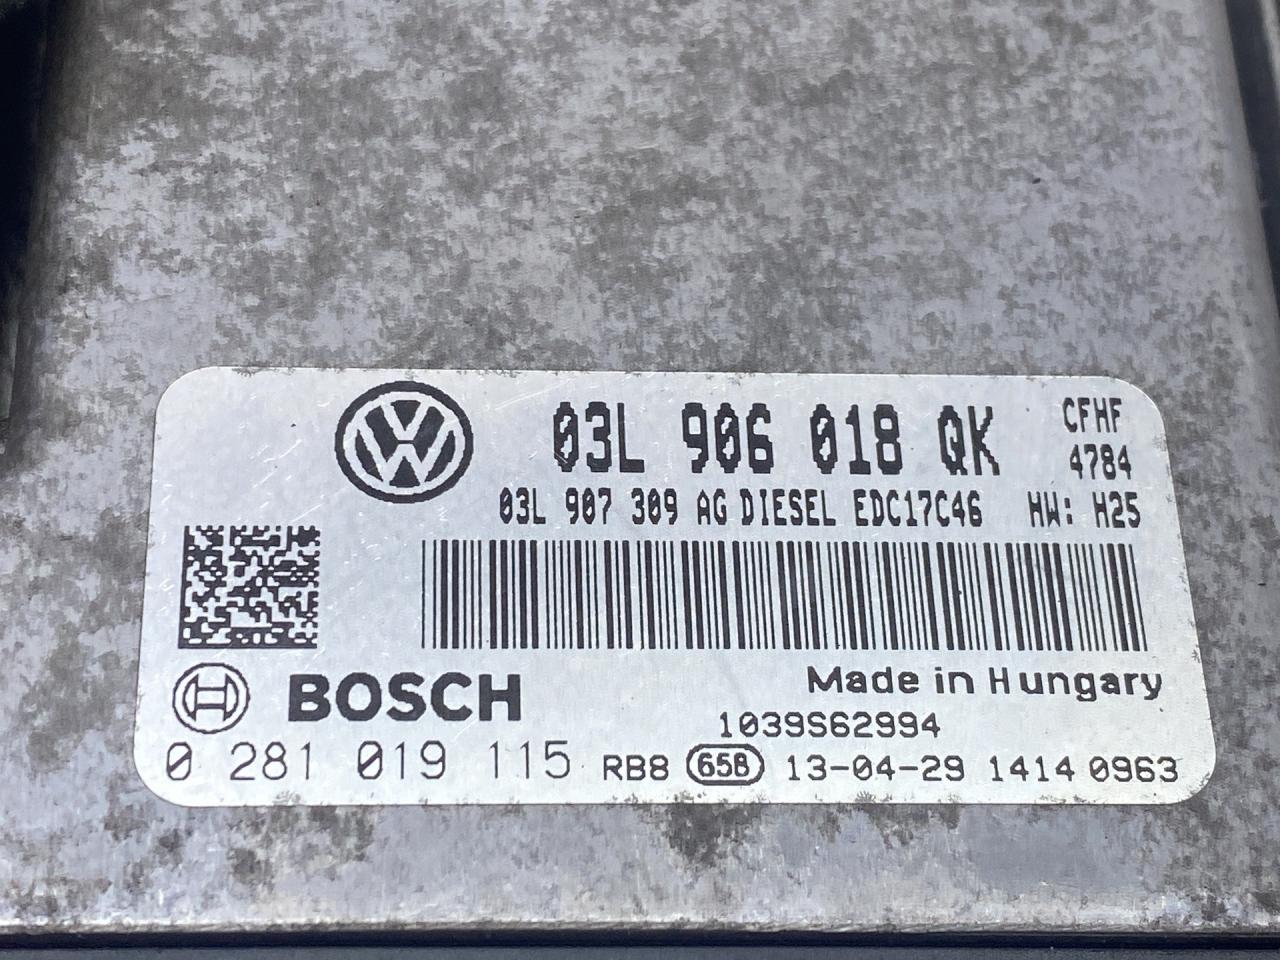 03L 906 018 QK CFHF
4784
03L 907 309 AG DIESEL EDC17C46 HW: H25
Made in Hungary
BOSCH
1039S62994
0 281 019 115 RB8 65B 13-04-29 1414 0963